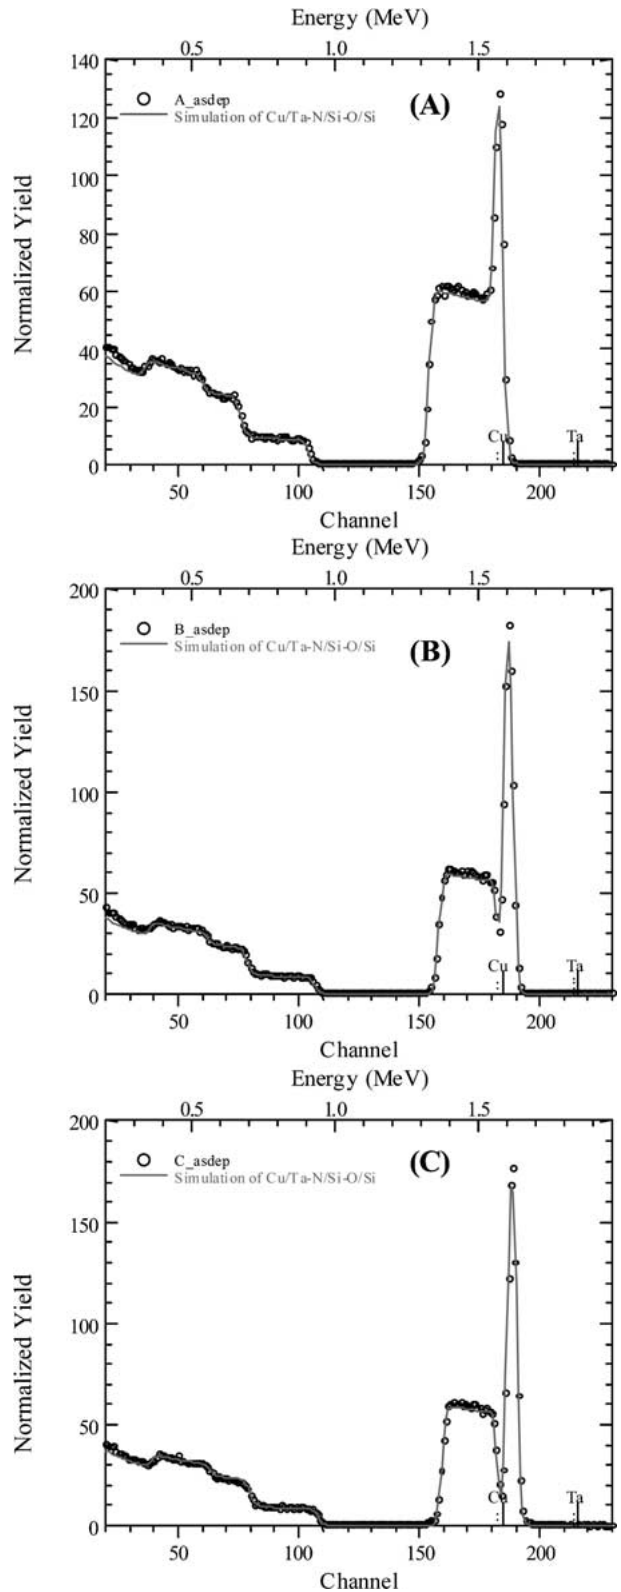 Energy (MeV)
0.5 1.0 1.5
140
120
100
80
60
40
20
0
Normalized Yield
A_asdep
Simulation of Cu/Ta-N/Si-O/Si
(A)
Cu Ta
50 100 150 200
Channel
Energy (MeV)
0.5 1.0 1.5
200
150
100
50
0
Normalized Yield
B_asdep
Simulation of Cu/Ta-N/Si-O/Si
(B)
Cu Ta
50 100 150 200
Channel
Energy (MeV)
0.5 1.0 1.5
200
150
100
50
0
Normalized Yield
C_asdep
Simulation of Cu/Ta-N/Si-O/Si
(C)
Cu Ta
50 100 150 200
Channel